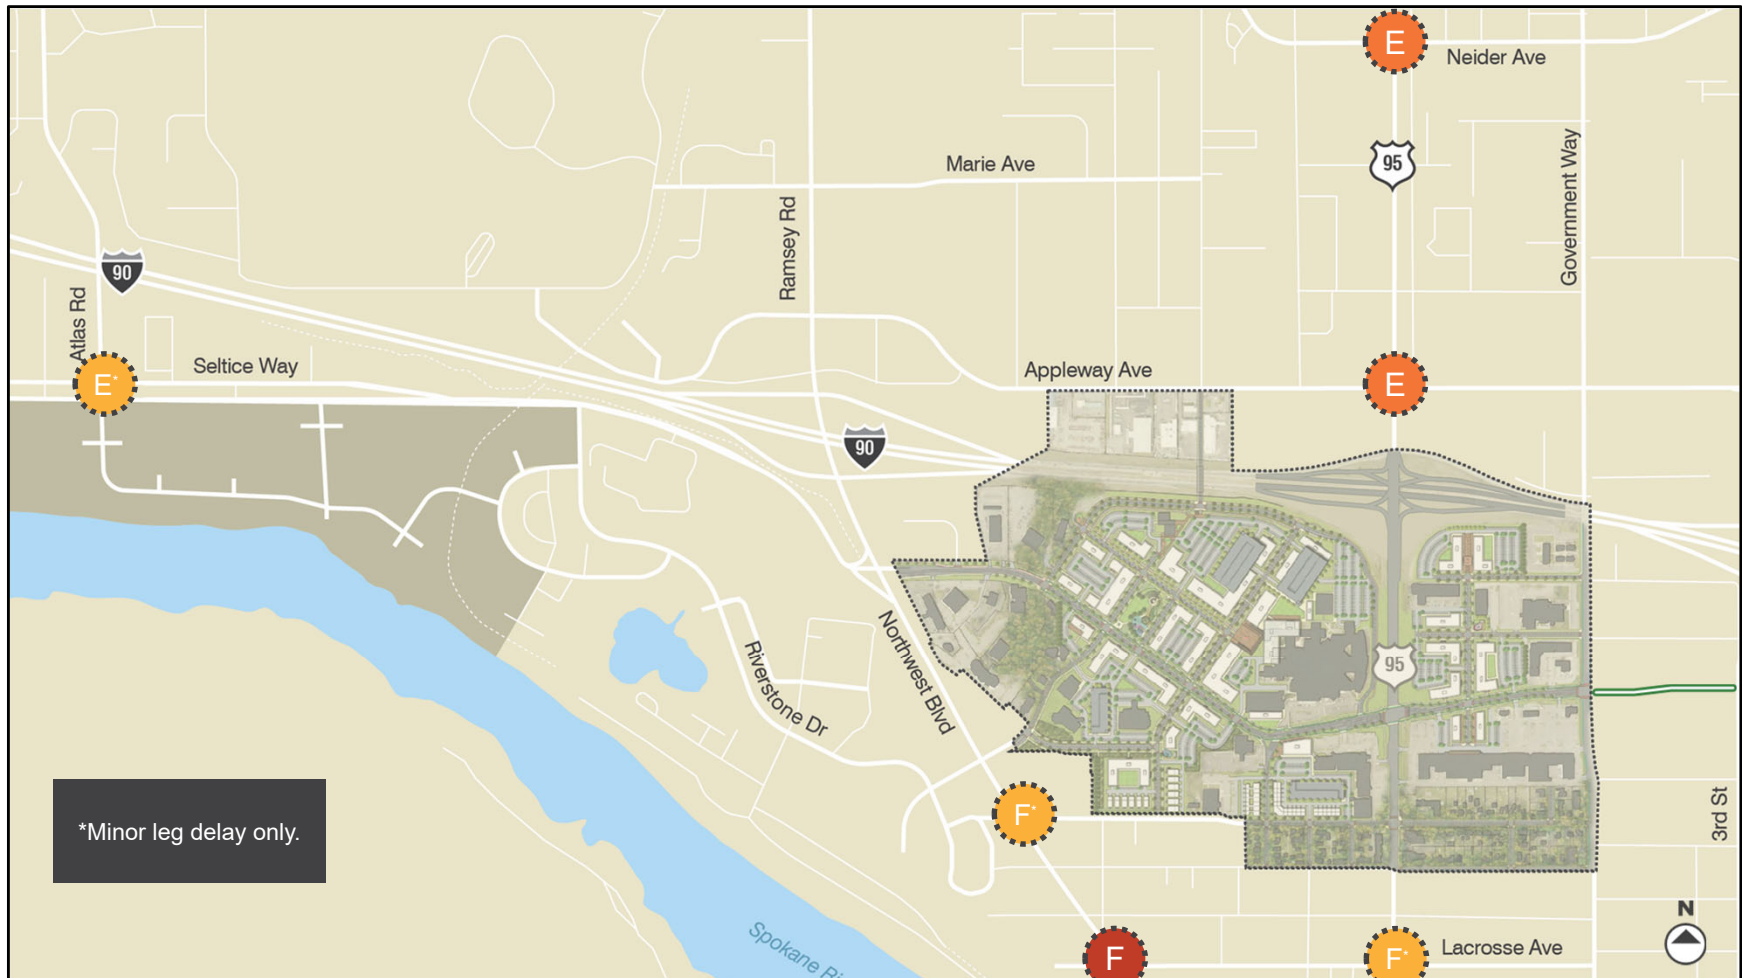 E
Neider Ave
95
Government Way
Marie Ave
Ramsey Rd
90
Atlas Rd
E*
Seltice Way
Appleway Ave
E
90
95
Northwest Blvd
Riverstone Dr
3rd St
*Minor leg delay only.
F*
N
Spokane
F
F*
Lacrosse Ave